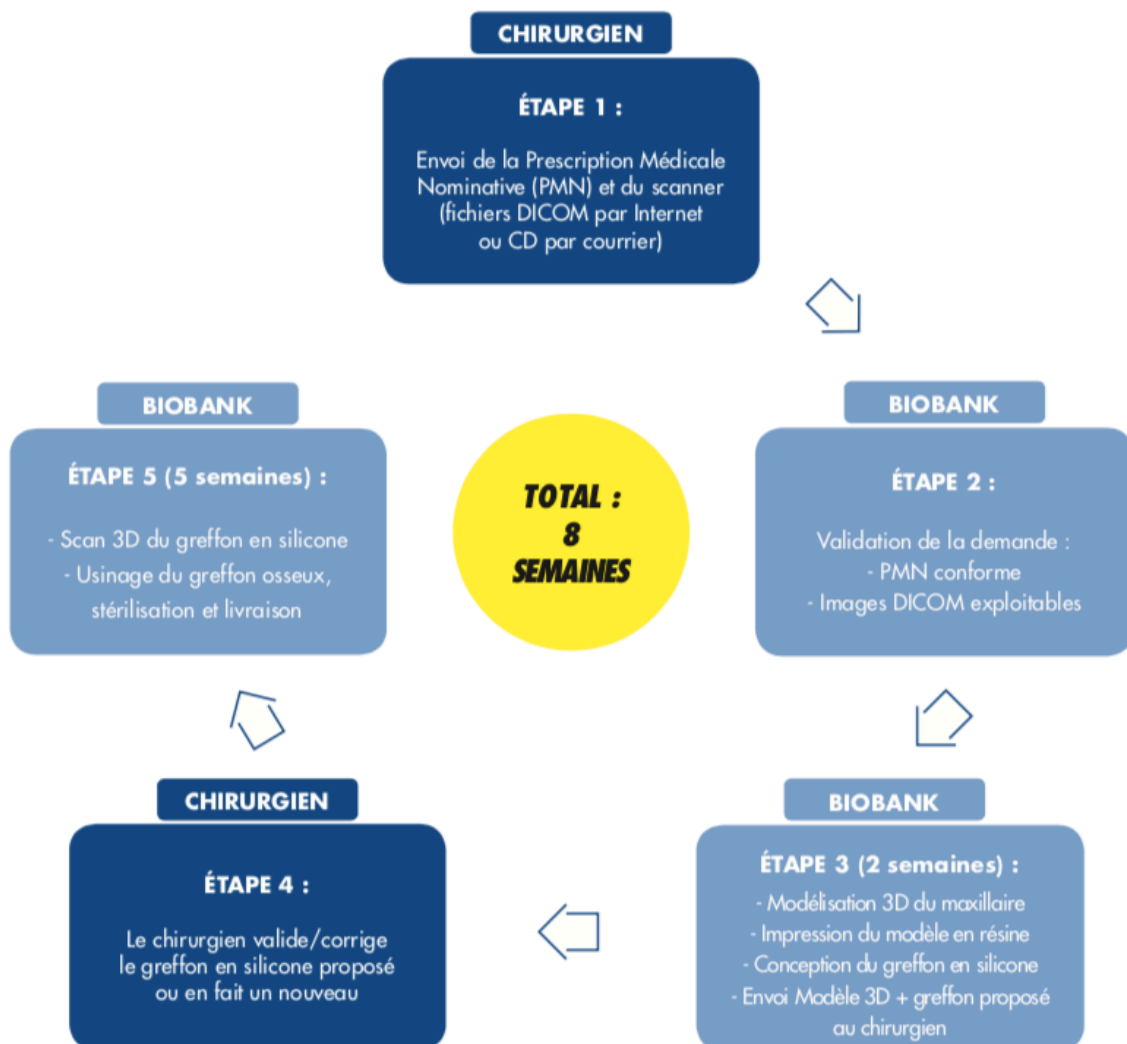 CHIRURGIEN
ÉTAPE 1 :
Envoi de la Prescription Médicale
Nominative (PMN) et du scanner
(fichiers DICOM par Internet
ou CD par courrier)
BIOBANK
ÉTAPE 2 :
Validation de la demande :
- PMN conforme
- Images DICOM exploitables
BIOBANK
ÉTAPE 3 (2 semaines) :
- Modélisation 3D du maxillaire
- Impression du modèle en résine
- Conception du greffon en silicone
- Envoi Modèle 3D + greffon proposé
au chirurgien
CHIRURGIEN
ÉTAPE 4 :
Le chirurgien valide/corrige
le greffon en silicone proposé
ou en fait un nouveau
BIOBANK
ÉTAPE 5 (5 semaines) :
- Scan 3D du greffon en silicone
- Usinage du greffon osseux,
stérilisation et livraison
TOTAL :
8
SEMAINES